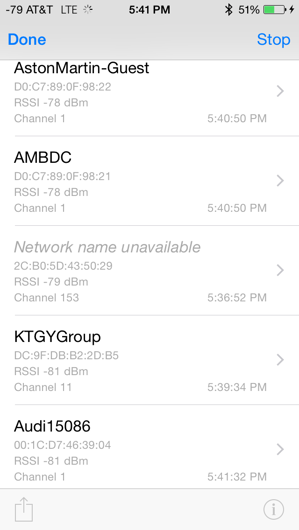 -79 AT&T LTE 5:41 PM 51%
Done Stop
AstonMartin-Guest
D0:C7:89:0F:98:22
RSSI -78 dBm
Channel 1 5:40:50 PM
AMBDC
D0:C7:89:0F:98:21
RSSI -78 dBm
Channel 1 5:40:50 PM
Network name unavailable
2C:B0:5D:43:50:29
RSSI -79 dBm
Channel 153 5:36:52 PM
KTGYGroup
DC:9F:DB:B2:2D:B5
RSSI -81 dBm
Channel 11 5:39:34 PM
Audi15086
00:1C:D7:46:39:04
RSSI -81 dBm
Channel 1 5:41:32 PM